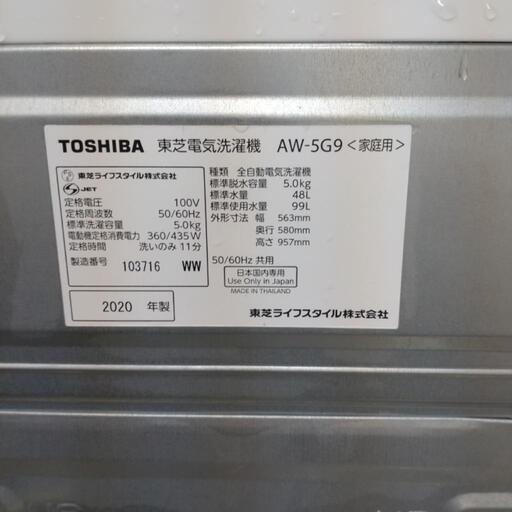 TOSHIBA 東芝電気洗濯機 AW-5G9 <家庭用>
東芝ライフスタイル株式会社
S JET
定格電圧 100V
定格周波数 50/60Hz
標準洗濯容量 5.0kg
電動機定格消費電力 360/435W
定格時間 洗いのみ 11分
製造番号 103716 WW
2020 年製
種類 全自動電気洗濯機
標準脱水容量 5.0kg
標準水量 48L
標準使用水量 99L
外形寸法 幅 563mm
奥行 580mm
高さ 957mm
50/60Hz 共用
日本国内専用
Use Only in Japan
MADE IN THAILAND
東芝ライフスタイル株式会社